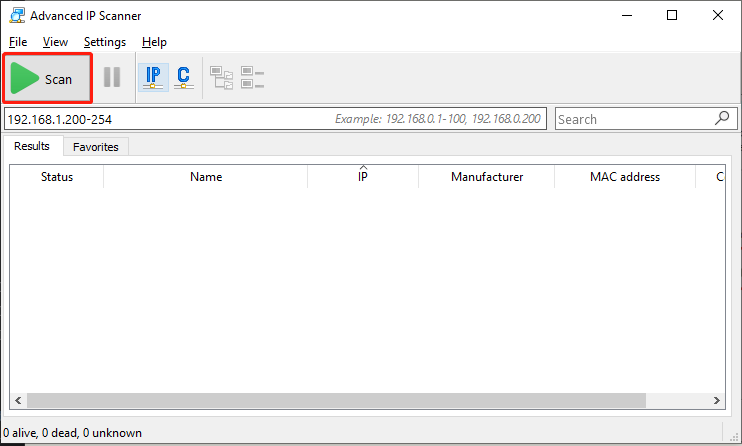 Advanced IP Scanner
File View Settings Help
Scan IP C
192.168.1.200-254 Example: 192.168.0.1-100, 192.168.0.200 Search
Results Favorites
Status Name IP Manufacturer MAC address C
0 alive, 0 dead, 0 unknown